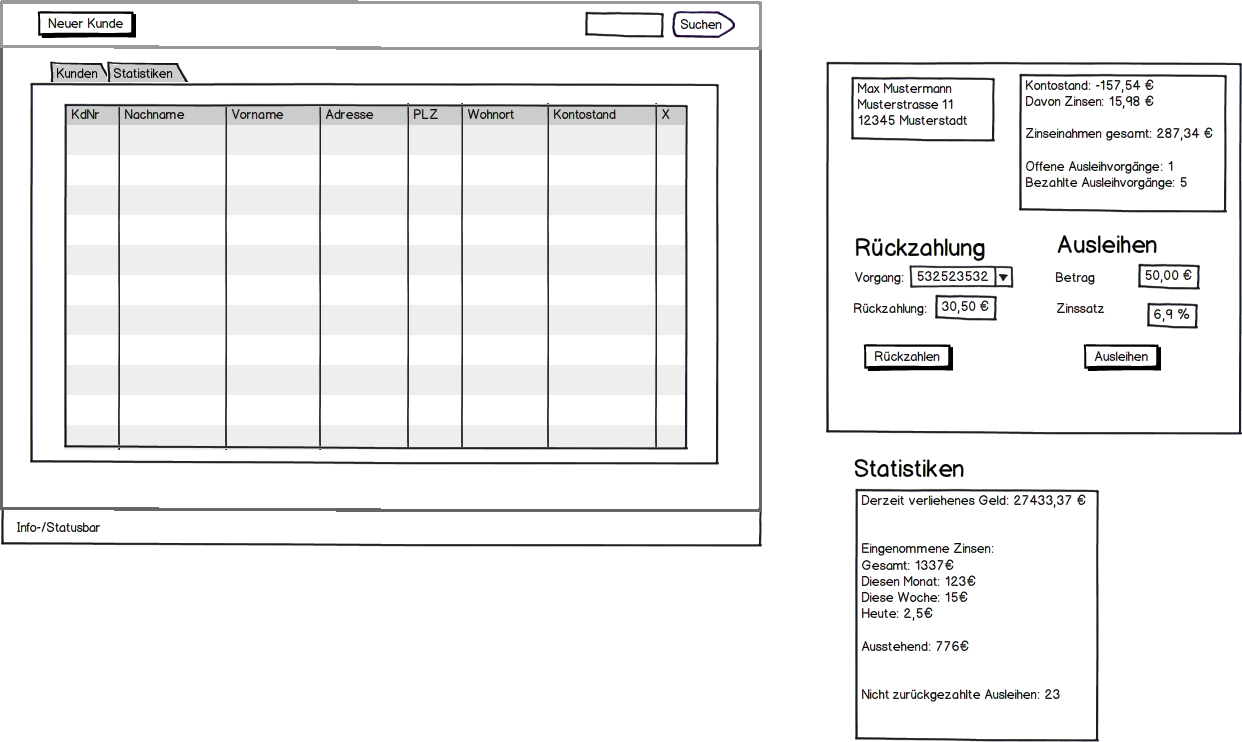 Neuer Kunde
Suchen
Kunden
Statistiken
KdNr Nachname Vorname Adresse PLZ Wohnort Kontostand X
Info-/Statusbar
Max Mustermann
Musterstrasse 11
12345 Musterstadt
Kontostand: -157,54 €
Davon Zinsen: 15,98 €
Zinseinahmen gesamt: 287,34 €
Offene Ausleihvorgänge: 1
Bezahlte Ausleihvorgänge: 5
Rückzahlung
Vorgang: 532523532
Rückzahlung: 30,50 €
Rückzahlen
Ausleihen
Betrag 50,00 €
Zinssatz 6,9 %
Ausleihen
Statistiken
Derzeit verliehenes Geld: 27433,37 €
Eingenommene Zinsen:
Gesamt: 1337€
Diesen Monat: 123€
Diese Woche: 15€
Heute: 2,5€
Ausstehend: 776€
Nicht zurückgezahlte Ausleihen: 23